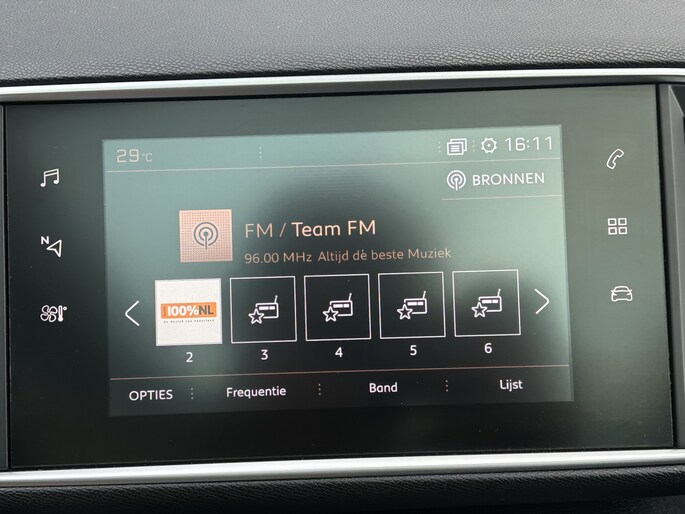 29°C
16:11
BRONNEN
FM / Team FM
96.00 MHz Altijd dé beste Muziek
N
100%NL
2
3
4
5
6
OPTIES
Frequentie
Band
Lijst